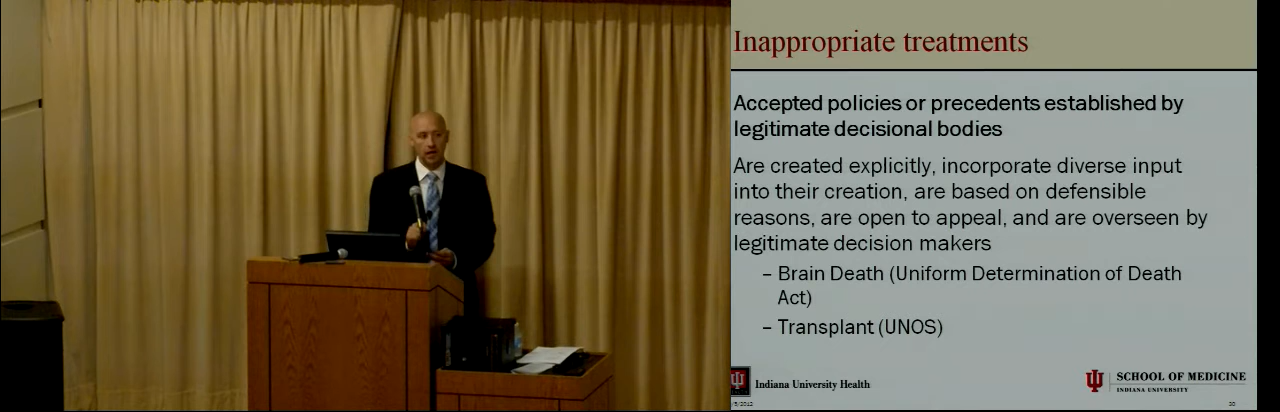 Inappropriate treatments
Accepted policies or precedents established by
legitimate decisional bodies
Are created explicitly, incorporate diverse input
into their creation, are based on defensible
reasons, are open to appeal, and are overseen by
legitimate decision makers
– Brain Death (Uniform Determination of Death
Act)
– Transplant (UNOS)
Indiana University Health
SCHOOL OF MEDICINE
INDIANA UNIVERSITY